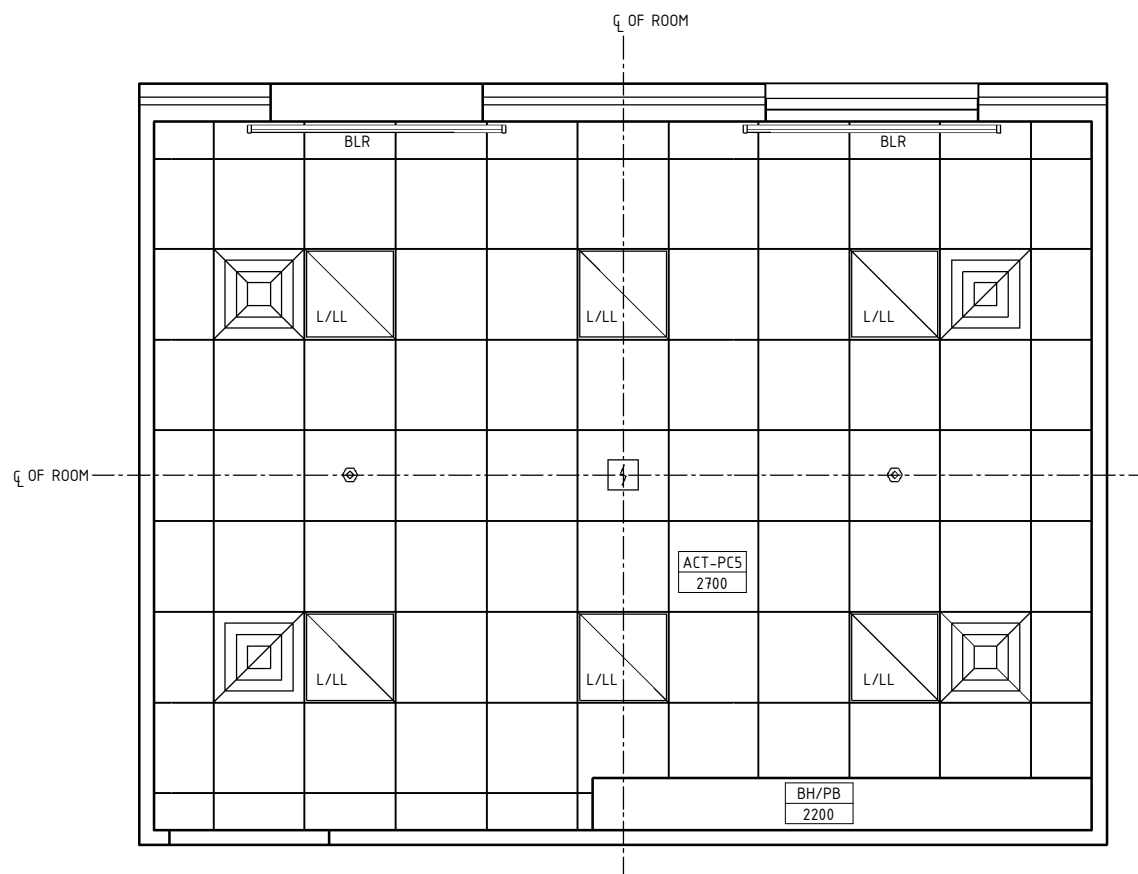 ℄ OF ROOM
BLR
BLR
L/LL
L/LL
L/LL
℄ OF ROOM
ACT-PC5
2700
L/LL
L/LL
L/LL
BH/PB
2200